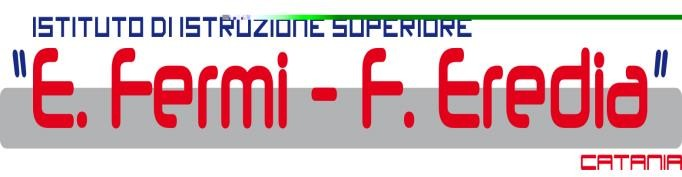 ISTITUTO DI ISTRUZIONE SUPERIORE
"E. Fermi - F. Eredia"
CATANIA